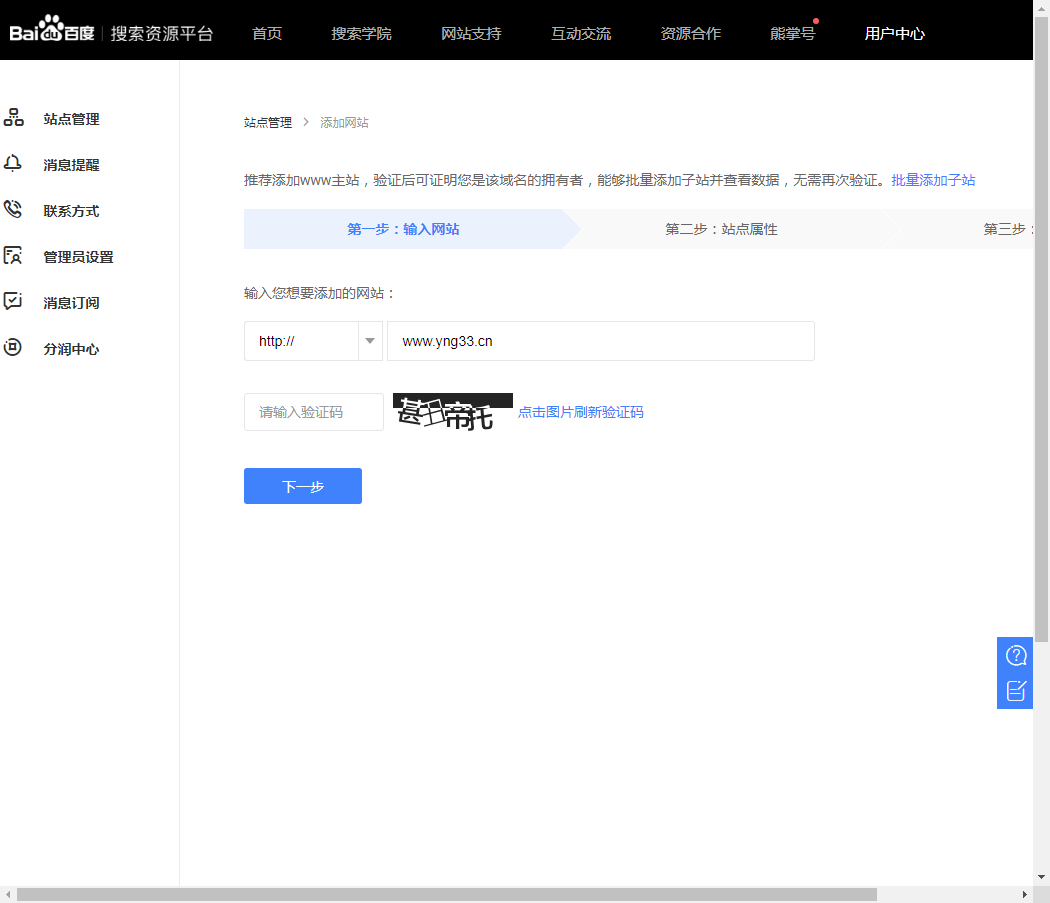 Bai du 百度 搜索资源平台 首页 搜索学院 网站支持 互动交流 资源合作 熊掌号 用户中心
站点管理
消息提醒
联系方式
管理员设置
消息订阅
分润中心
站点管理 > 添加网站
推荐添加www主站，验证后可证明您是该域名的拥有者，能够批量添加子站并查看数据，无需再次验证。批量添加子站
第一步：输入网站 第二步：站点属性 第三步：
输入您想要添加的网站：
http:// www.yng33.cn
请输入验证码 点击图片刷新验证码
下一步